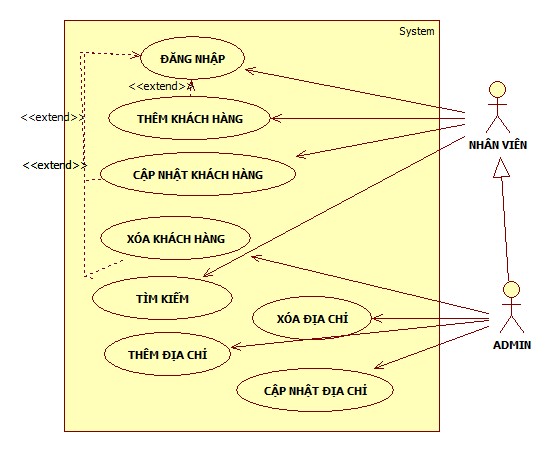 System
ĐĂNG NHẬP
<<extend>>
THÊM KHÁCH HÀNG
<<extend>>
NHÂN VIÊN
<<extend>>
CẬP NHẬT KHÁCH HÀNG
XÓA KHÁCH HÀNG
TÌM KIẾM
XÓA ĐỊA CHỈ
ADMIN
THÊM ĐỊA CHỈ
CẬP NHẬT ĐỊA CHỈ